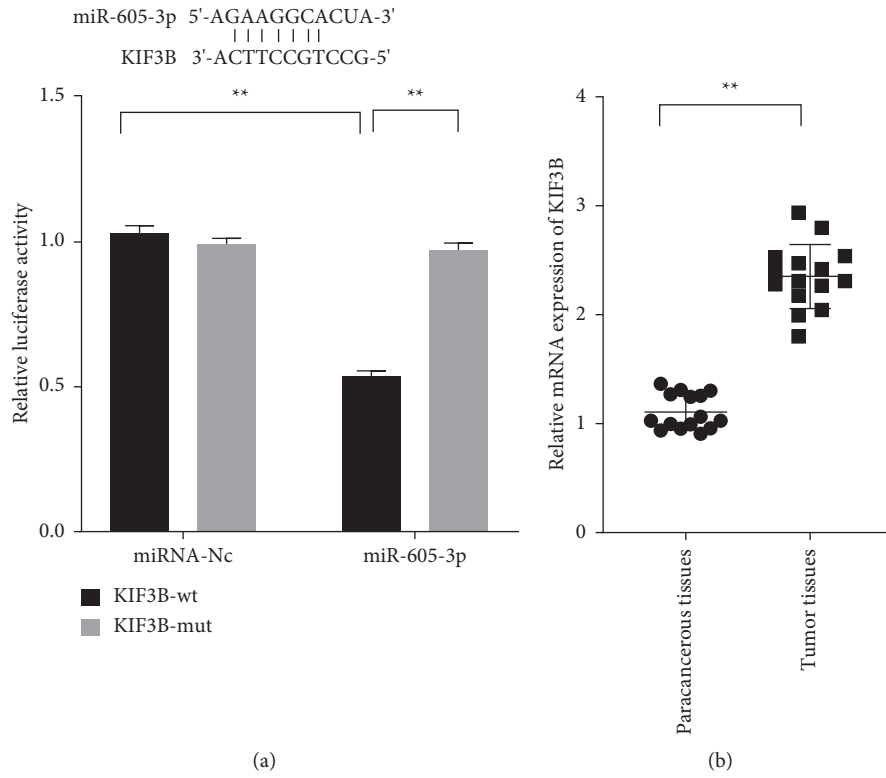 miR-605-3p 5'-AGAAGGCACUA-3'
KIF3B 3'-ACTTCCGTCCG-5'
1.5
1.0
0.5
0.0
Relative luciferase activity
**
**
miRNA-Nc
miR-605-3p
KIF3B-wt
KIF3B-mut
(a)
4
3
2
1
0
Relative mRNA expression of KIF3B
**
Paracancerous tissues
Tumor tissues
(b)